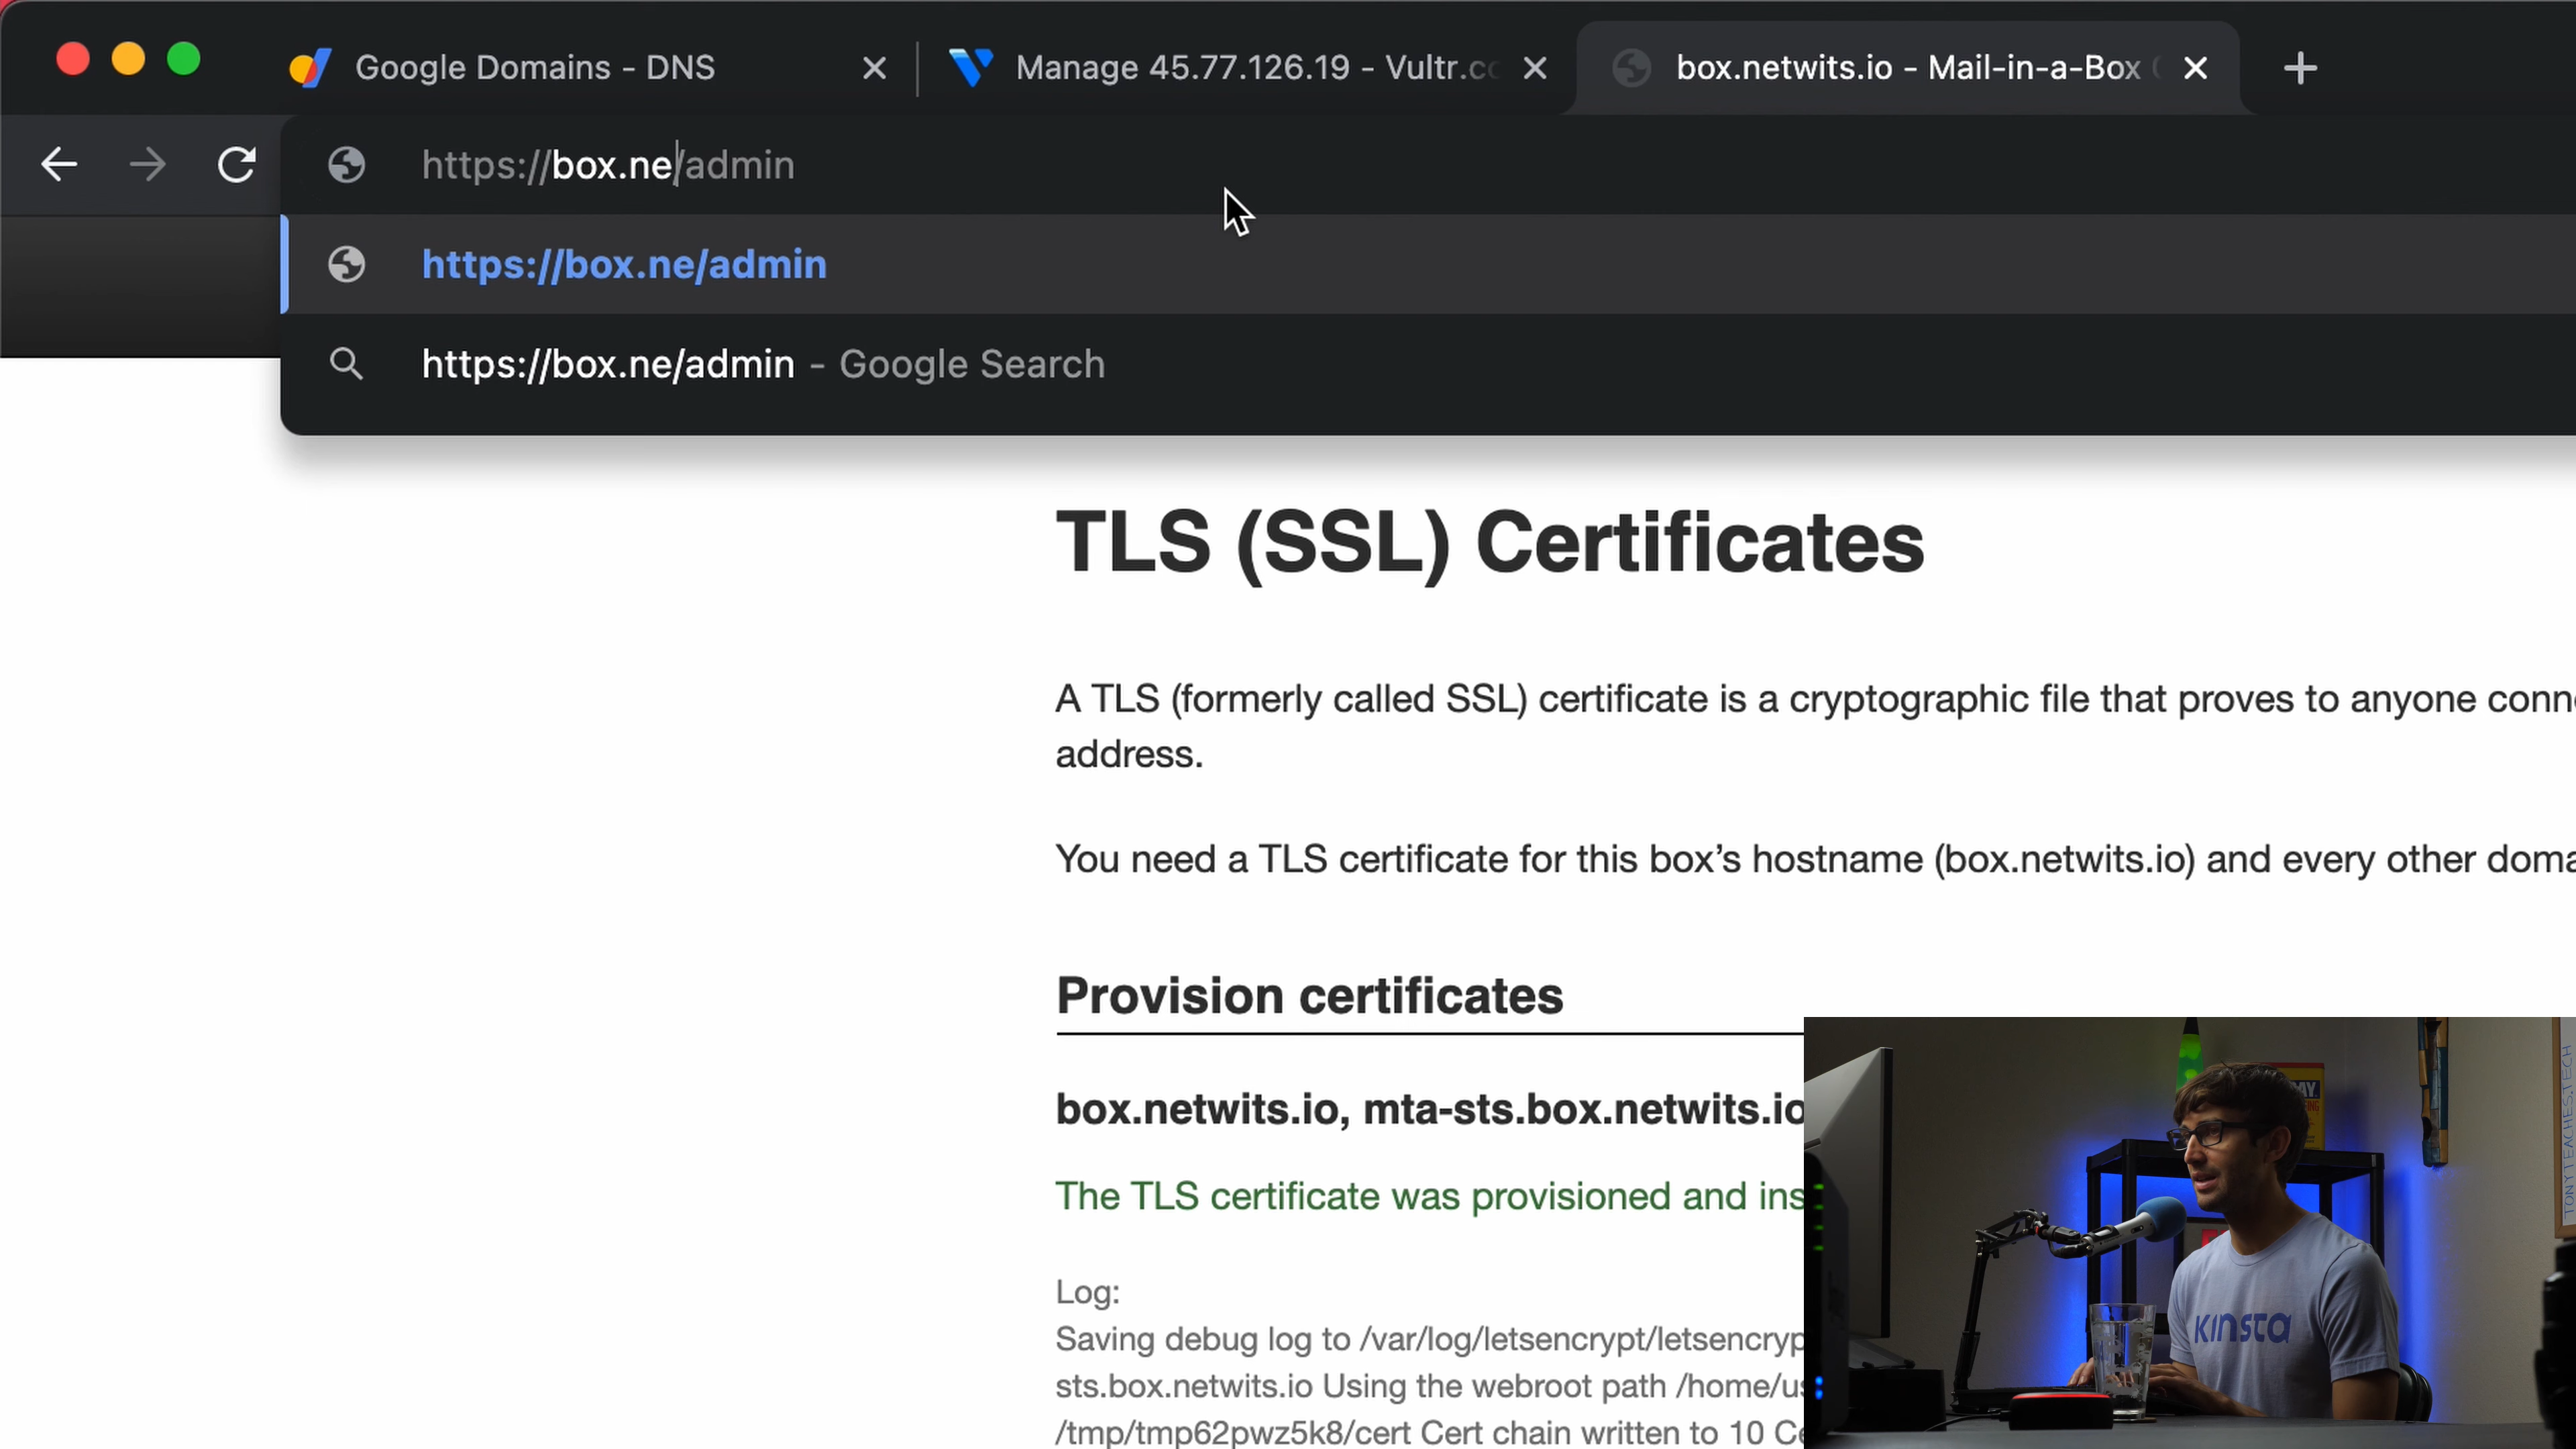 Google Domains - DNS
Manage 45.77.126.19 - Vultr.co
box.netwits.io - Mail-in-a-Box
https://box.ne/admin
https://box.ne/admin
https://box.ne/admin - Google Search
TLS (SSL) Certificates
A TLS (formerly called SSL) certificate is a cryptographic file that proves to anyone conn
address.
You need a TLS certificate for this box's hostname (box.netwits.io) and every other doma
Provision certificates
box.netwits.io, mta-sts.box.netwits.io
The TLS certificate was provisioned and ins
Log:
Saving debug log to /var/log/letsencrypt/letsencryp
sts.box.netwits.io Using the webroot path /home/us
/tmp/tmp62pwz5k8/cert Cert chain written to 10 Ce
KINSTA
TONYTEACHES.TECH